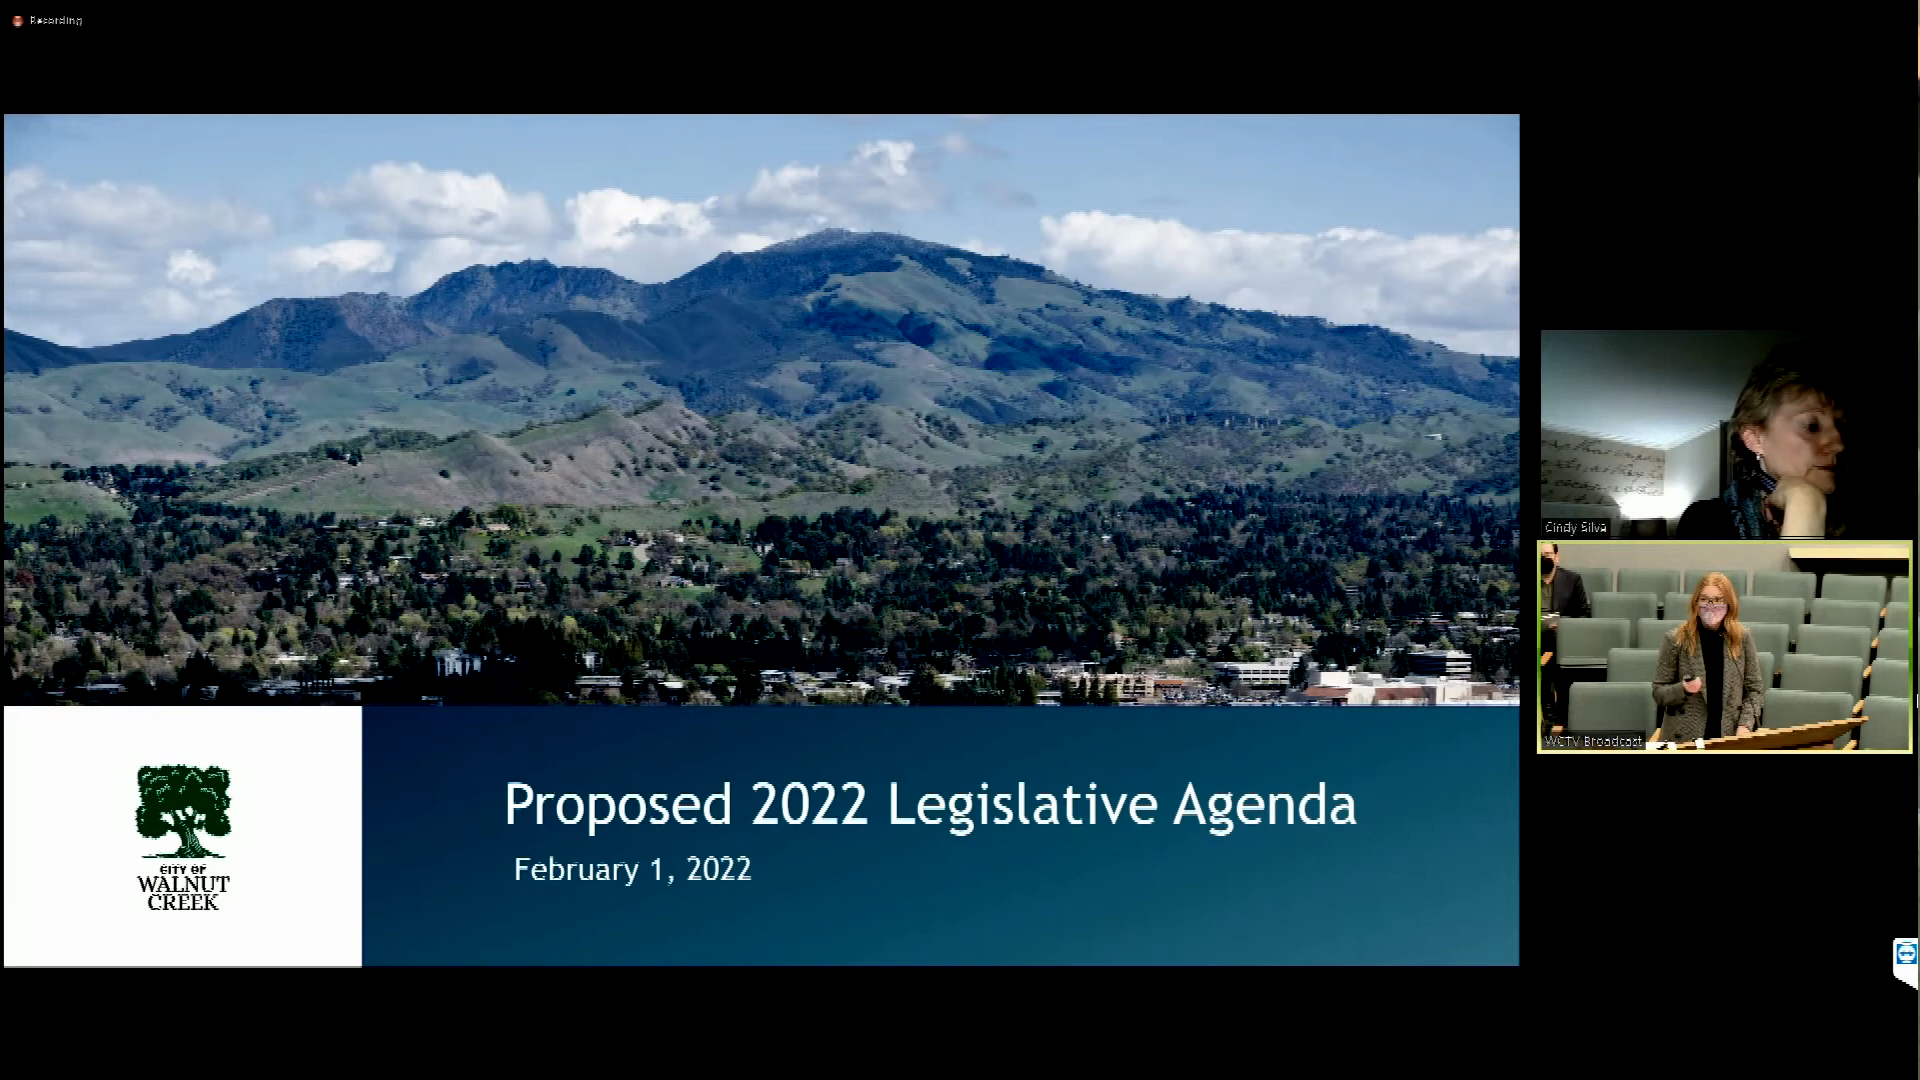 Recording
Cindy Silva
WCTV Broadcast
CITY OF
WALNUT
CREEK
Proposed 2022 Legislative Agenda
February 1, 2022